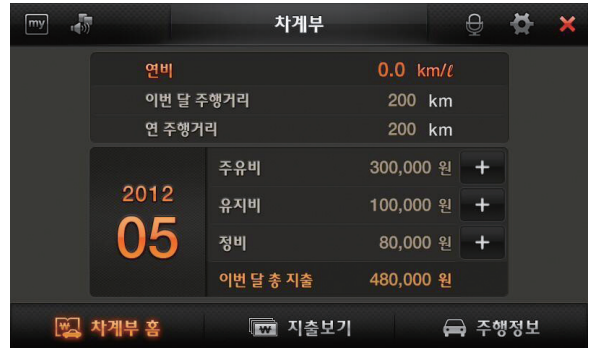 my 차계부
연비 0.0 km/ℓ
이번 달 주행거리 200 km
연 주행거리 200 km
2012
05
주유비 300,000 원 +
유지비 100,000 원 +
정비 80,000 원 +
이번 달 총 지출 480,000 원
차계부 홈 지출보기 주행정보